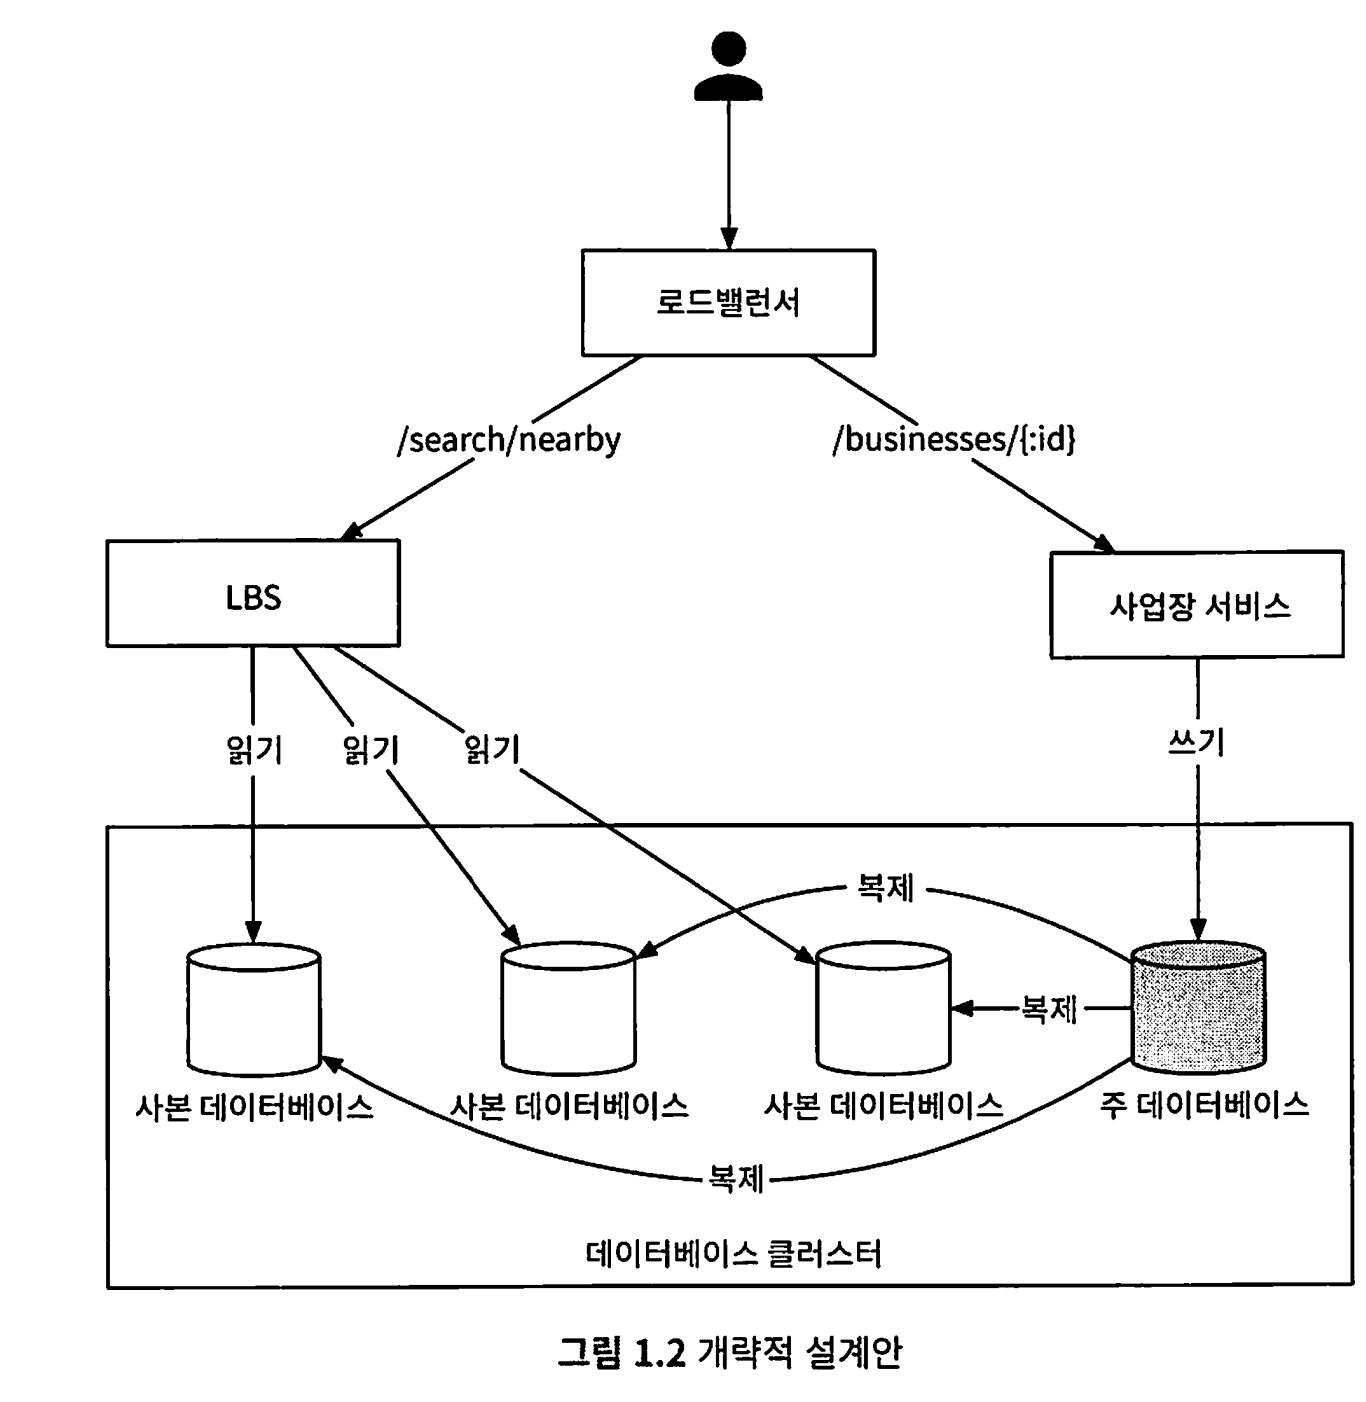 로드밸런서
/search/nearby
/businesses/{:id}
LBS
사업장 서비스
읽기
읽기
읽기
쓰기
복제
복제
사본 데이터베이스
사본 데이터베이스
사본 데이터베이스
주 데이터베이스
복제
데이터베이스 클러스터
그림 1.2 개략적 설계안